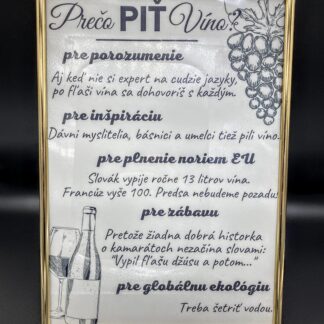 Prečo PIŤ Víno?
pre porozumenie
Aj keď nie si expert na cudzie jazyky,
po fľaši vína sa dohovoríš s každým.
pre inšpiráciu
Dávni myslitelia, básnici a umelci tiež pili víno.
pre plnenie noriem EU
Slovák vypije ročne 13 litrov vína.
Francúz vyše 100. Predsa nebudeme pozadu!
pre zábavu
Pretože žiadna dobrá historka
o kamarátoch nezačína slovami:
"Vypil fľašu džúsu a potom..."
pre globálnu ekológiu
Treba šetriť vodou.